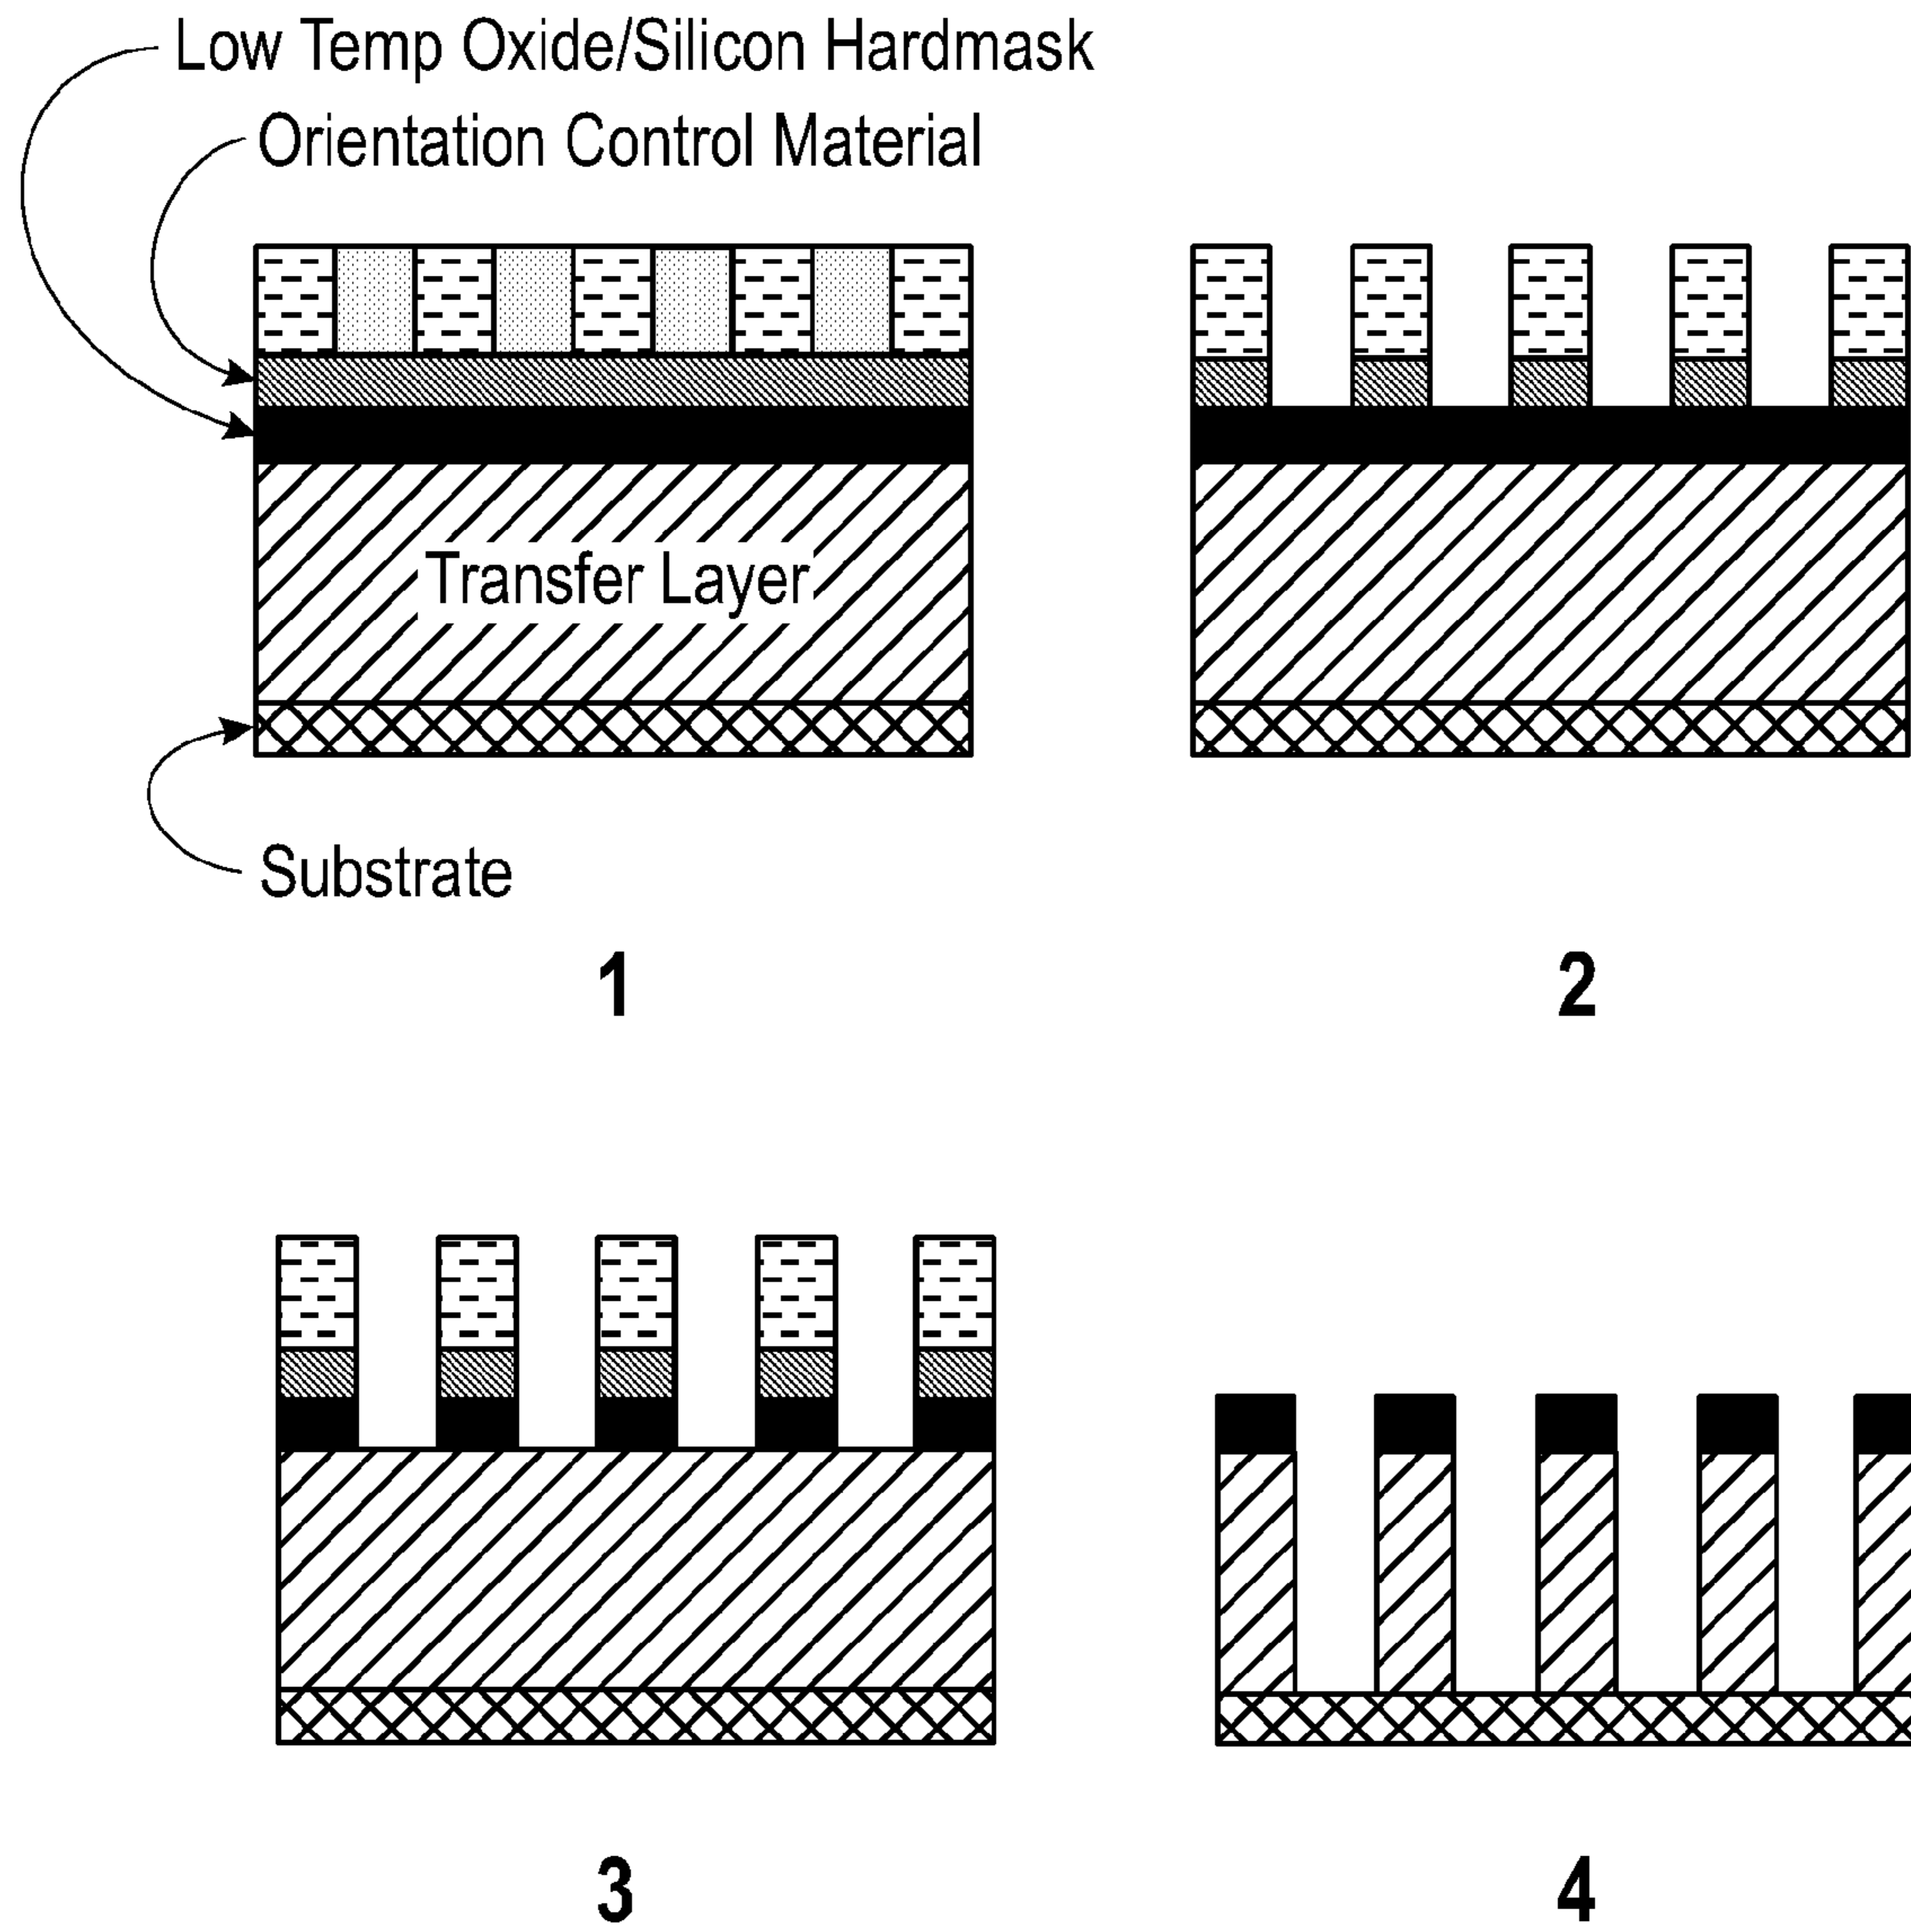 Low Temp Oxide/Silicon Hardmask
Orientation Control Material
Transfer Layer
Substrate
1
2
3
4